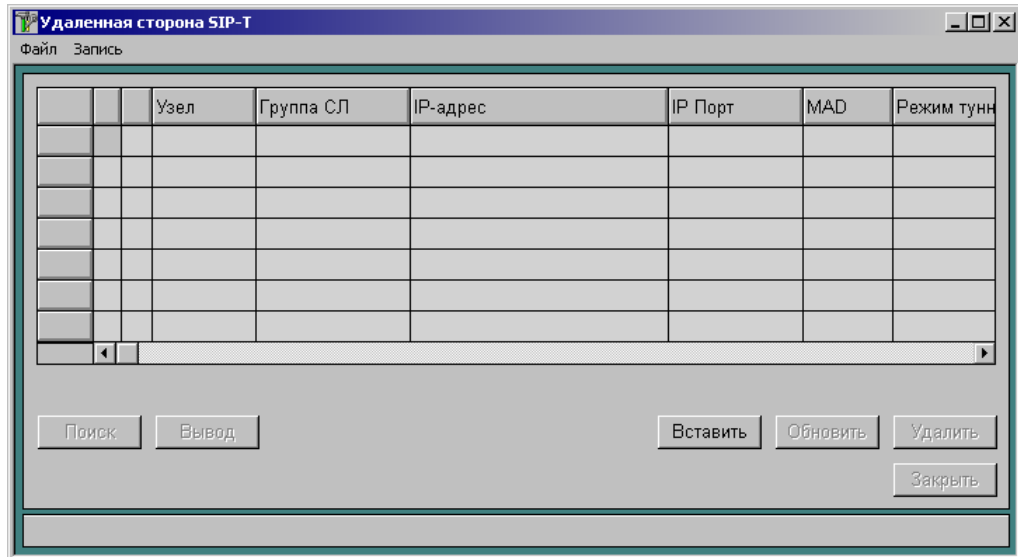 Удаленная сторона SIP-T
Файл Запись
Узел Группа СЛ IP-адрес IP Порт MAD Режим тунн
Поиск Вывод Вставить Обновить Удалить
Закрыть